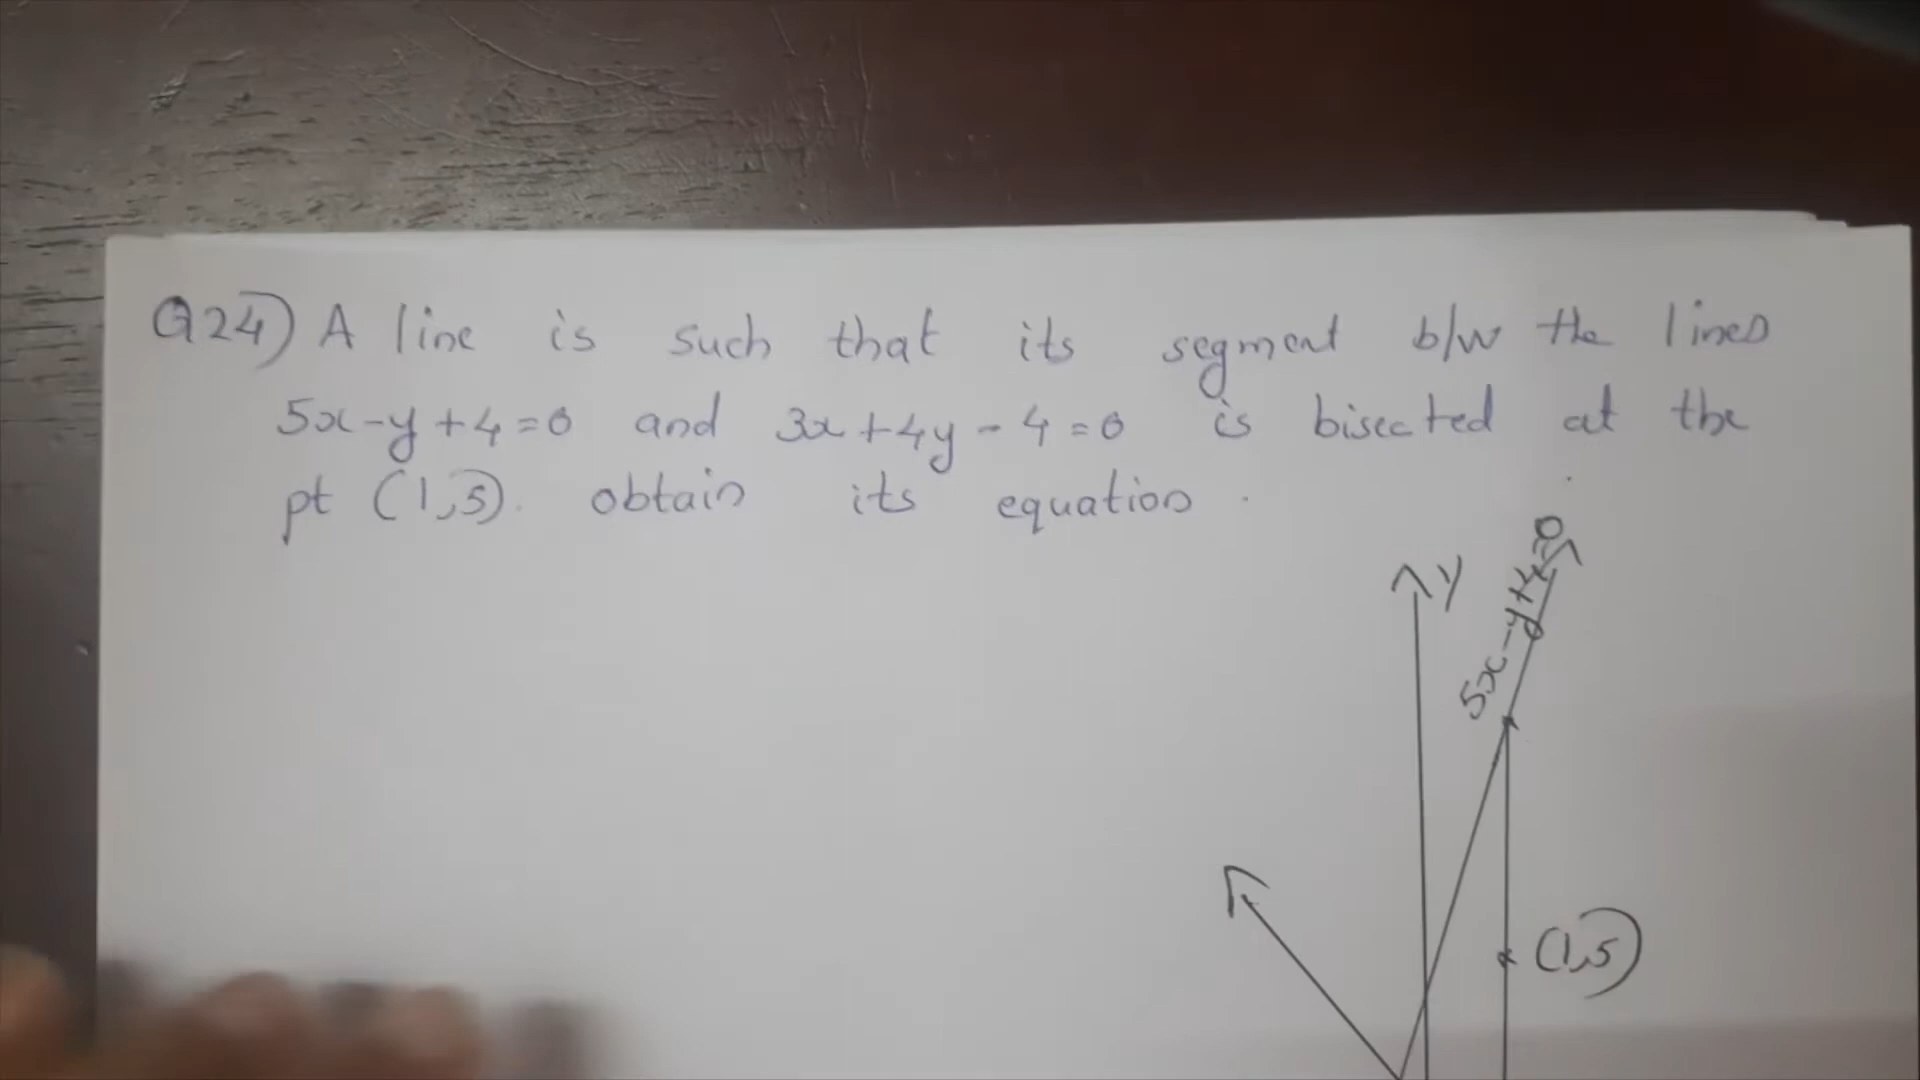 Q24) A line is such that its segment b/w the lines
5x-y+4=0 and 3x+4y-4=0 is bisected at the
pt (1,5). obtain its equation.
y
5x-y+4=0
(1,5)